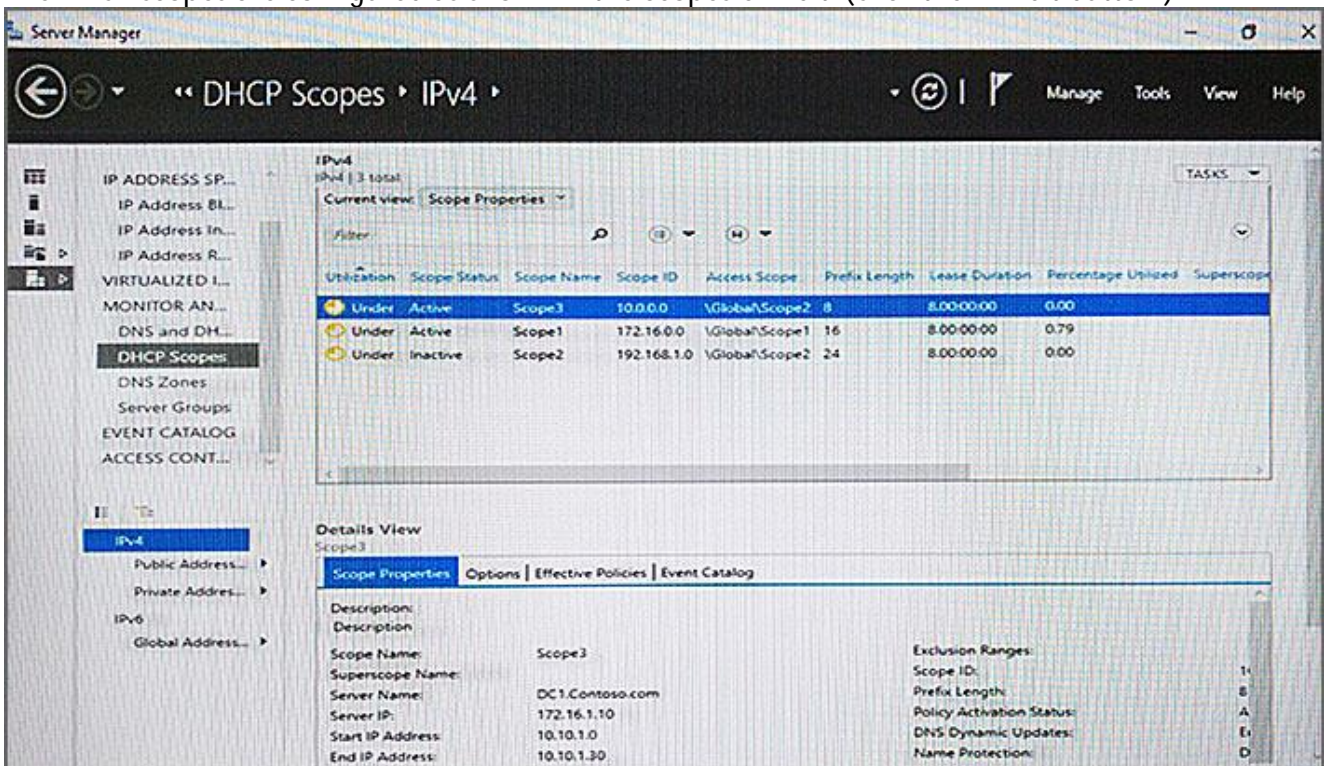 Server Manager
DHCP Scopes IPv4
Manage Tools View Help
IPv4
IPv4 | 3 total
TASKS
Current view: Scope Properties
Filter
Utilization Scope Status Scope Name Scope ID Access Scope Prefix Length Lease Duration Percentage Utilized Superscope
Under Active Scope3 10.0.0.0 \Global\Scope2 8 8.00:00:00 0.00
Under Active Scope1 172.16.0.0 \Global\Scope1 16 8.00:00:00 0.79
Under Inactive Scope2 192.168.1.0 \Global\Scope2 24 8.00:00:00 0.00
IP ADDRESS SP...
IP Address Bl...
IP Address In...
IP Address R...
VIRTUALIZED I...
MONITOR AN...
DNS and DH...
DHCP Scopes
DNS Zones
Server Groups
EVENT CATALOG
ACCESS CONT...
IPv4
Public Address...
Private Addres...
IPv6
Global Address...
Details View
Scope3
Scope Properties Options | Effective Policies | Event Catalog
Description:
Description
Scope Name: Scope3
Superscope Name:
Server Name: DC1.Contoso.com
Server IP: 172.16.1.10
Start IP Address: 10.10.1.0
End IP Address: 10.10.1.30
Exclusion Ranges:
Scope ID: 1
Prefix Length: 8
Policy Activation Status: A
DNS Dynamic Updates: E
Name Protection: D